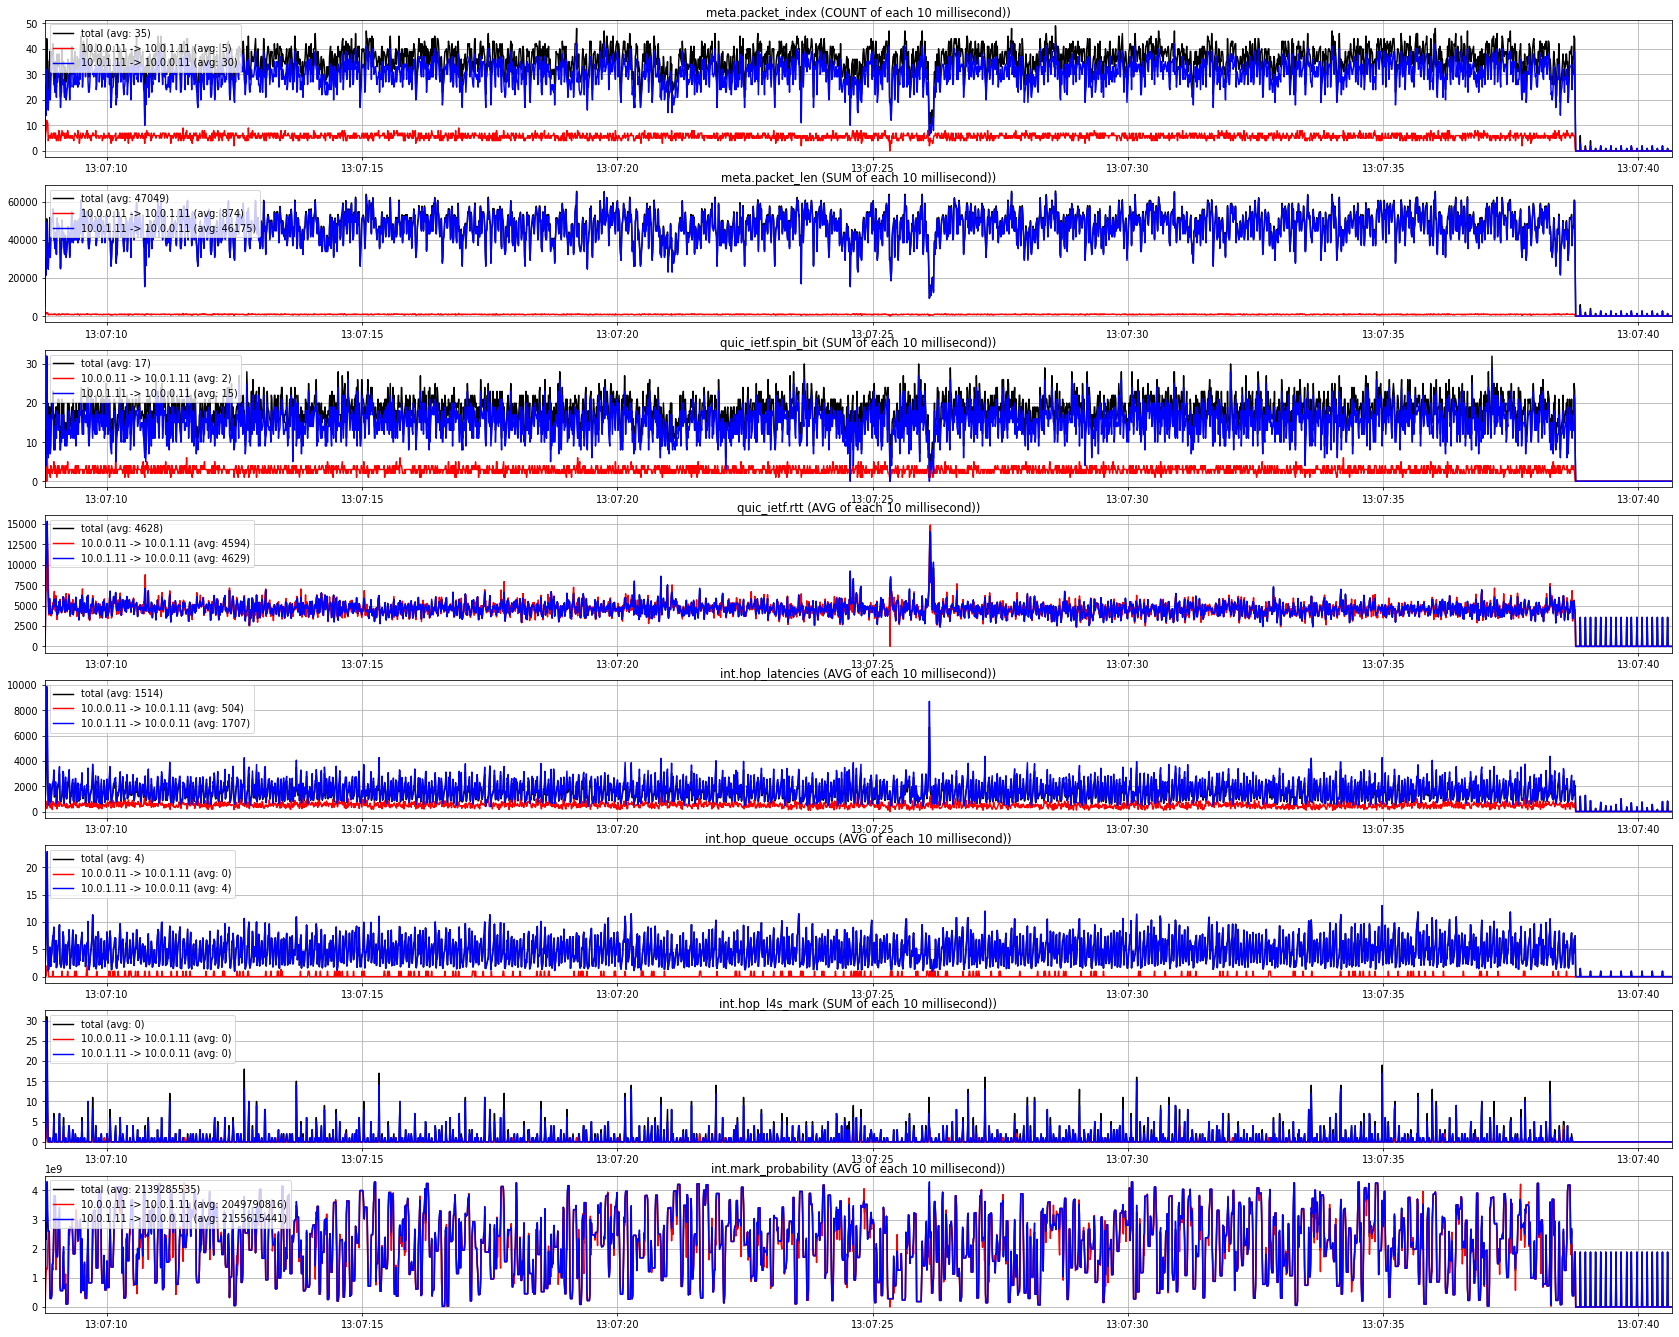 meta.packet_index (COUNT of each 10 millisecond))
total (avg: 35)
10.0.0.11 -> 10.0.1.11 (avg: 5)
10.0.1.11 -> 10.0.0.11 (avg: 30)
50
40
30
20
10
0
13:07:10 13:07:15 13:07:20 13:07:25 13:07:30 13:07:35 13:07:40
meta.packet_len (SUM of each 10 millisecond))
total (avg: 47049)
10.0.0.11 -> 10.0.1.11 (avg: 874)
10.0.1.11 -> 10.0.0.11 (avg: 46175)
60000
40000
20000
0
13:07:10 13:07:15 13:07:20 13:07:25 13:07:30 13:07:35 13:07:40
quic_ietf.spin_bit (SUM of each 10 millisecond))
total (avg: 17)
10.0.0.11 -> 10.0.1.11 (avg: 2)
10.0.1.11 -> 10.0.0.11 (avg: 15)
30
20
10
0
13:07:10 13:07:15 13:07:20 13:07:25 13:07:30 13:07:35 13:07:40
quic_ietf.rtt (AVG of each 10 millisecond))
total (avg: 4628)
10.0.0.11 -> 10.0.1.11 (avg: 4594)
10.0.1.11 -> 10.0.0.11 (avg: 4629)
15000
12500
10000
7500
5000
2500
0
13:07:10 13:07:15 13:07:20 13:07:25 13:07:30 13:07:35 13:07:40
int.hop_latencies (AVG of each 10 millisecond))
total (avg: 1514)
10.0.0.11 -> 10.0.1.11 (avg: 504)
10.0.1.11 -> 10.0.0.11 (avg: 1707)
10000
8000
6000
4000
2000
0
13:07:10 13:07:15 13:07:20 13:07:25 13:07:30 13:07:35 13:07:40
int.hop_queue_occups (AVG of each 10 millisecond))
total (avg: 4)
10.0.0.11 -> 10.0.1.11 (avg: 0)
10.0.1.11 -> 10.0.0.11 (avg: 4)
20
15
10
5
0
13:07:10 13:07:15 13:07:20 13:07:25 13:07:30 13:07:35 13:07:40
int.hop_l4s_mark (SUM of each 10 millisecond))
total (avg: 0)
10.0.0.11 -> 10.0.1.11 (avg: 0)
10.0.1.11 -> 10.0.0.11 (avg: 0)
30
25
20
15
10
5
0
13:07:10 13:07:15 13:07:20 13:07:25 13:07:30 13:07:35 13:07:40
1e9
int.mark_probability (AVG of each 10 millisecond))
total (avg: 2139285535)
10.0.0.11 -> 10.0.1.11 (avg: 2049790816)
10.0.1.11 -> 10.0.0.11 (avg: 2155615441)
4
3
2
1
0
13:07:10 13:07:15 13:07:20 13:07:25 13:07:30 13:07:35 13:07:40